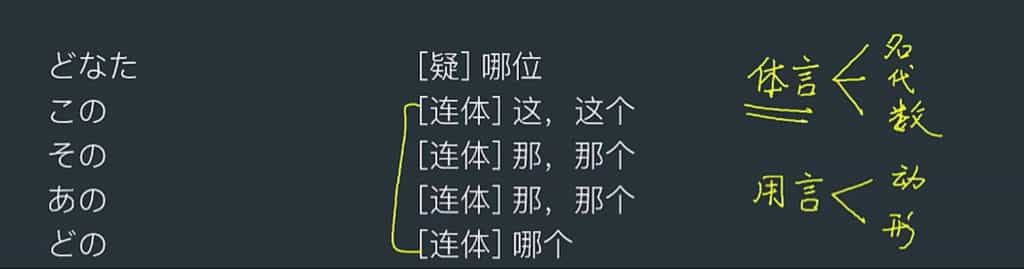 どなた [疑] 哪位
この [连体] 这，这个
その [连体] 那，那个
あの [连体] 那，那个
どの [连体] 哪个
体言
名
代
数
用言
动
形